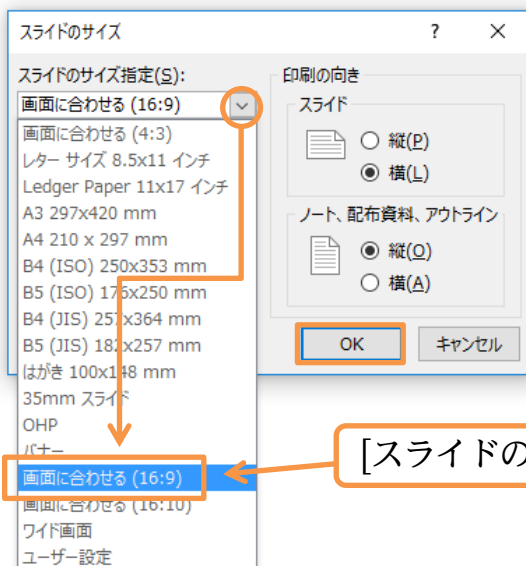 スライドのサイズ
? ×
スライドのサイズ指定(S):
画面に合わせる (16:9)
画面に合わせる (4:3)
レター サイズ 8.5x11 インチ
Ledger Paper 11x17 インチ
A3 297x420 mm
A4 210 x 297 mm
B4 (ISO) 250x353 mm
B5 (ISO) 176x250 mm
B4 (JIS) 257x364 mm
B5 (JIS) 182x257 mm
はがき 100x148 mm
35mm スライド
OHP
バナー
画面に合わせる (16:9)
画面に合わせる (16:10)
ワイド画面
ユーザー設定
印刷の向き
スライド
縦(P)
横(L)
ノート、配布資料、アウトライン
縦(O)
横(A)
OK
キャンセル
[スライドの